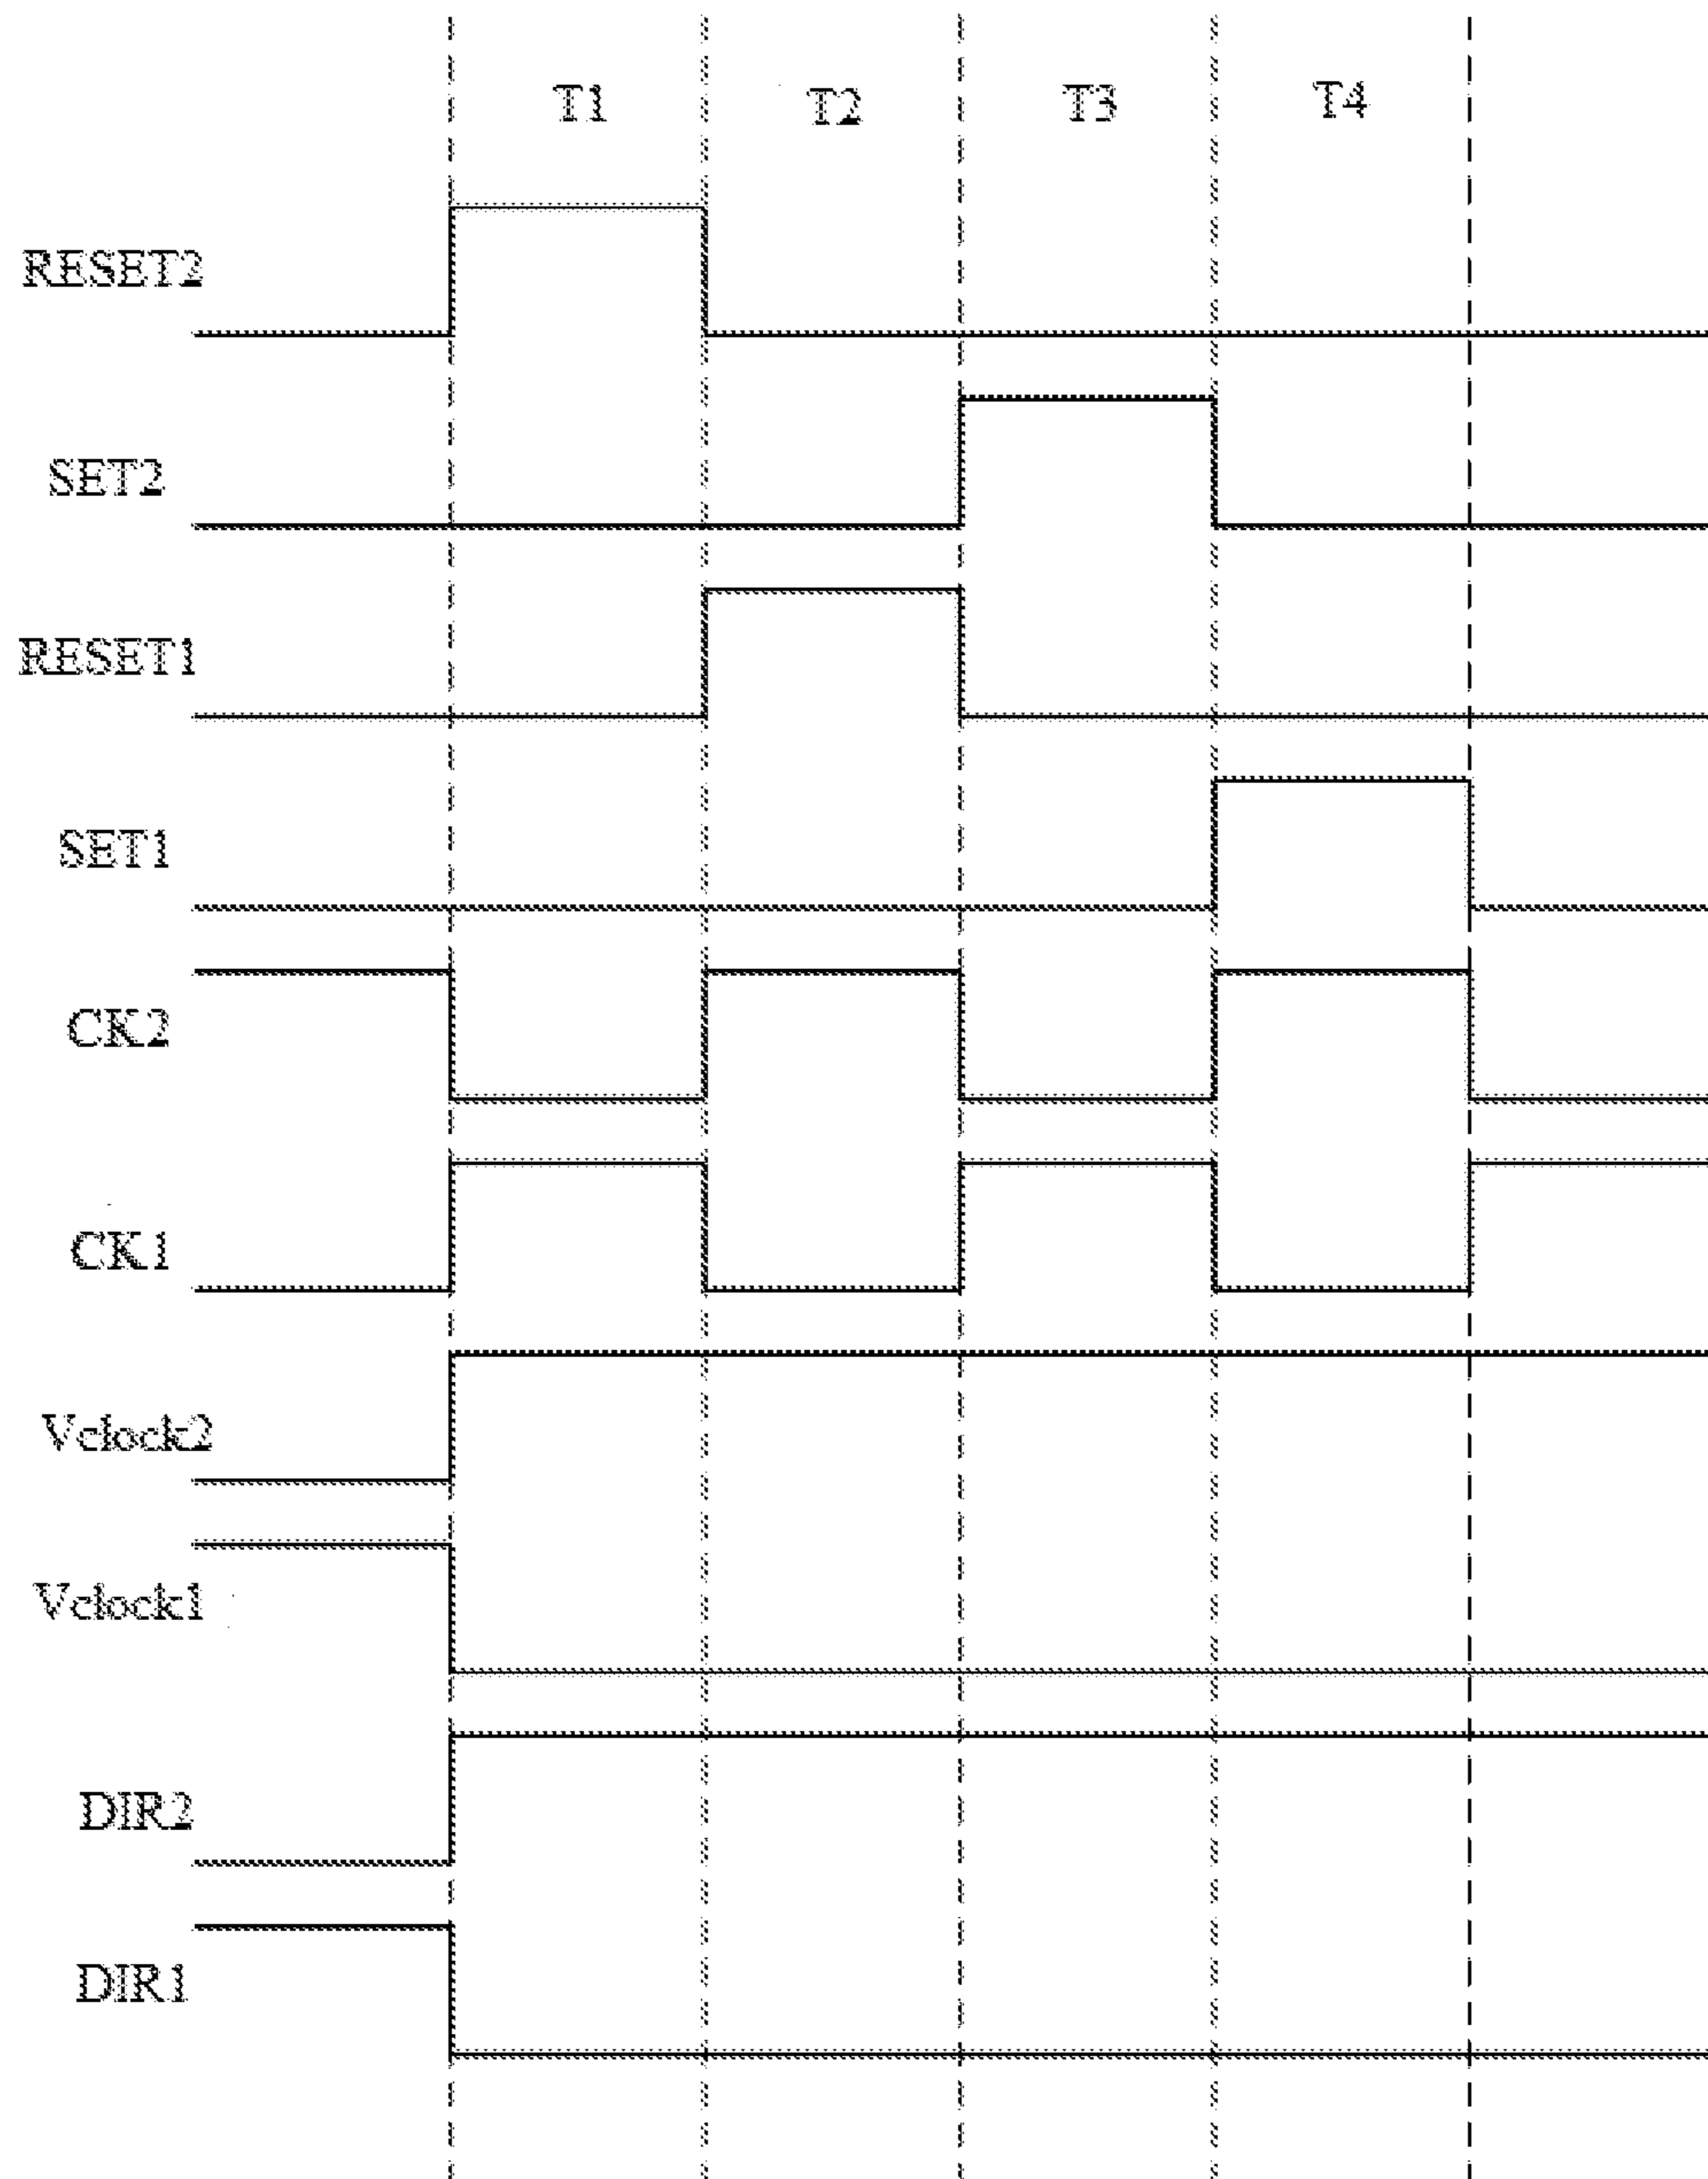 T1 T2 T3 T4
RESET2
SET2
RESET1
SET1
CK2
CK1
Vclock2
Vclock1
DIR2
DIR1